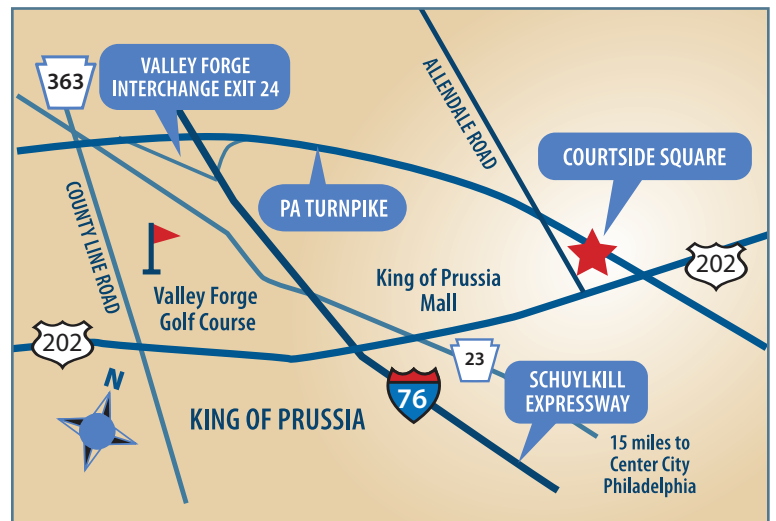 363
VALLEY FORGE
INTERCHANGE EXIT 24
ALLENDALE ROAD
COURTSIDE SQUARE
PA TURNPIKE
COUNTY LINE ROAD
Valley Forge
Golf Course
King of Prussia
Mall
202
202
23
N
KING OF PRUSSIA
76
SCHUYLKILL
EXPRESSWAY
15 miles to
Center City
Philadelphia